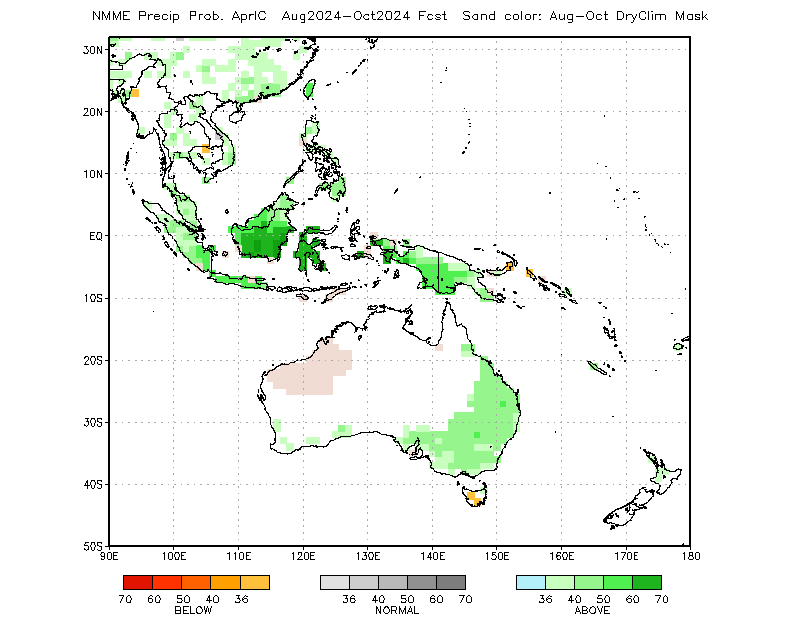 NMME Precip Prob. AprIC Aug2024-Oct2024 Fcst Sand color: Aug-Oct DryClim Mask
30N
20N
10N
EQ
10S
20S
30S
40S
50S
90E 100E 110E 120E 130E 140E 150E 160E 170E 180
70 60 50 40 36 36 40 50 60 70 36 40 50 60 70
BELOW NORMAL ABOVE